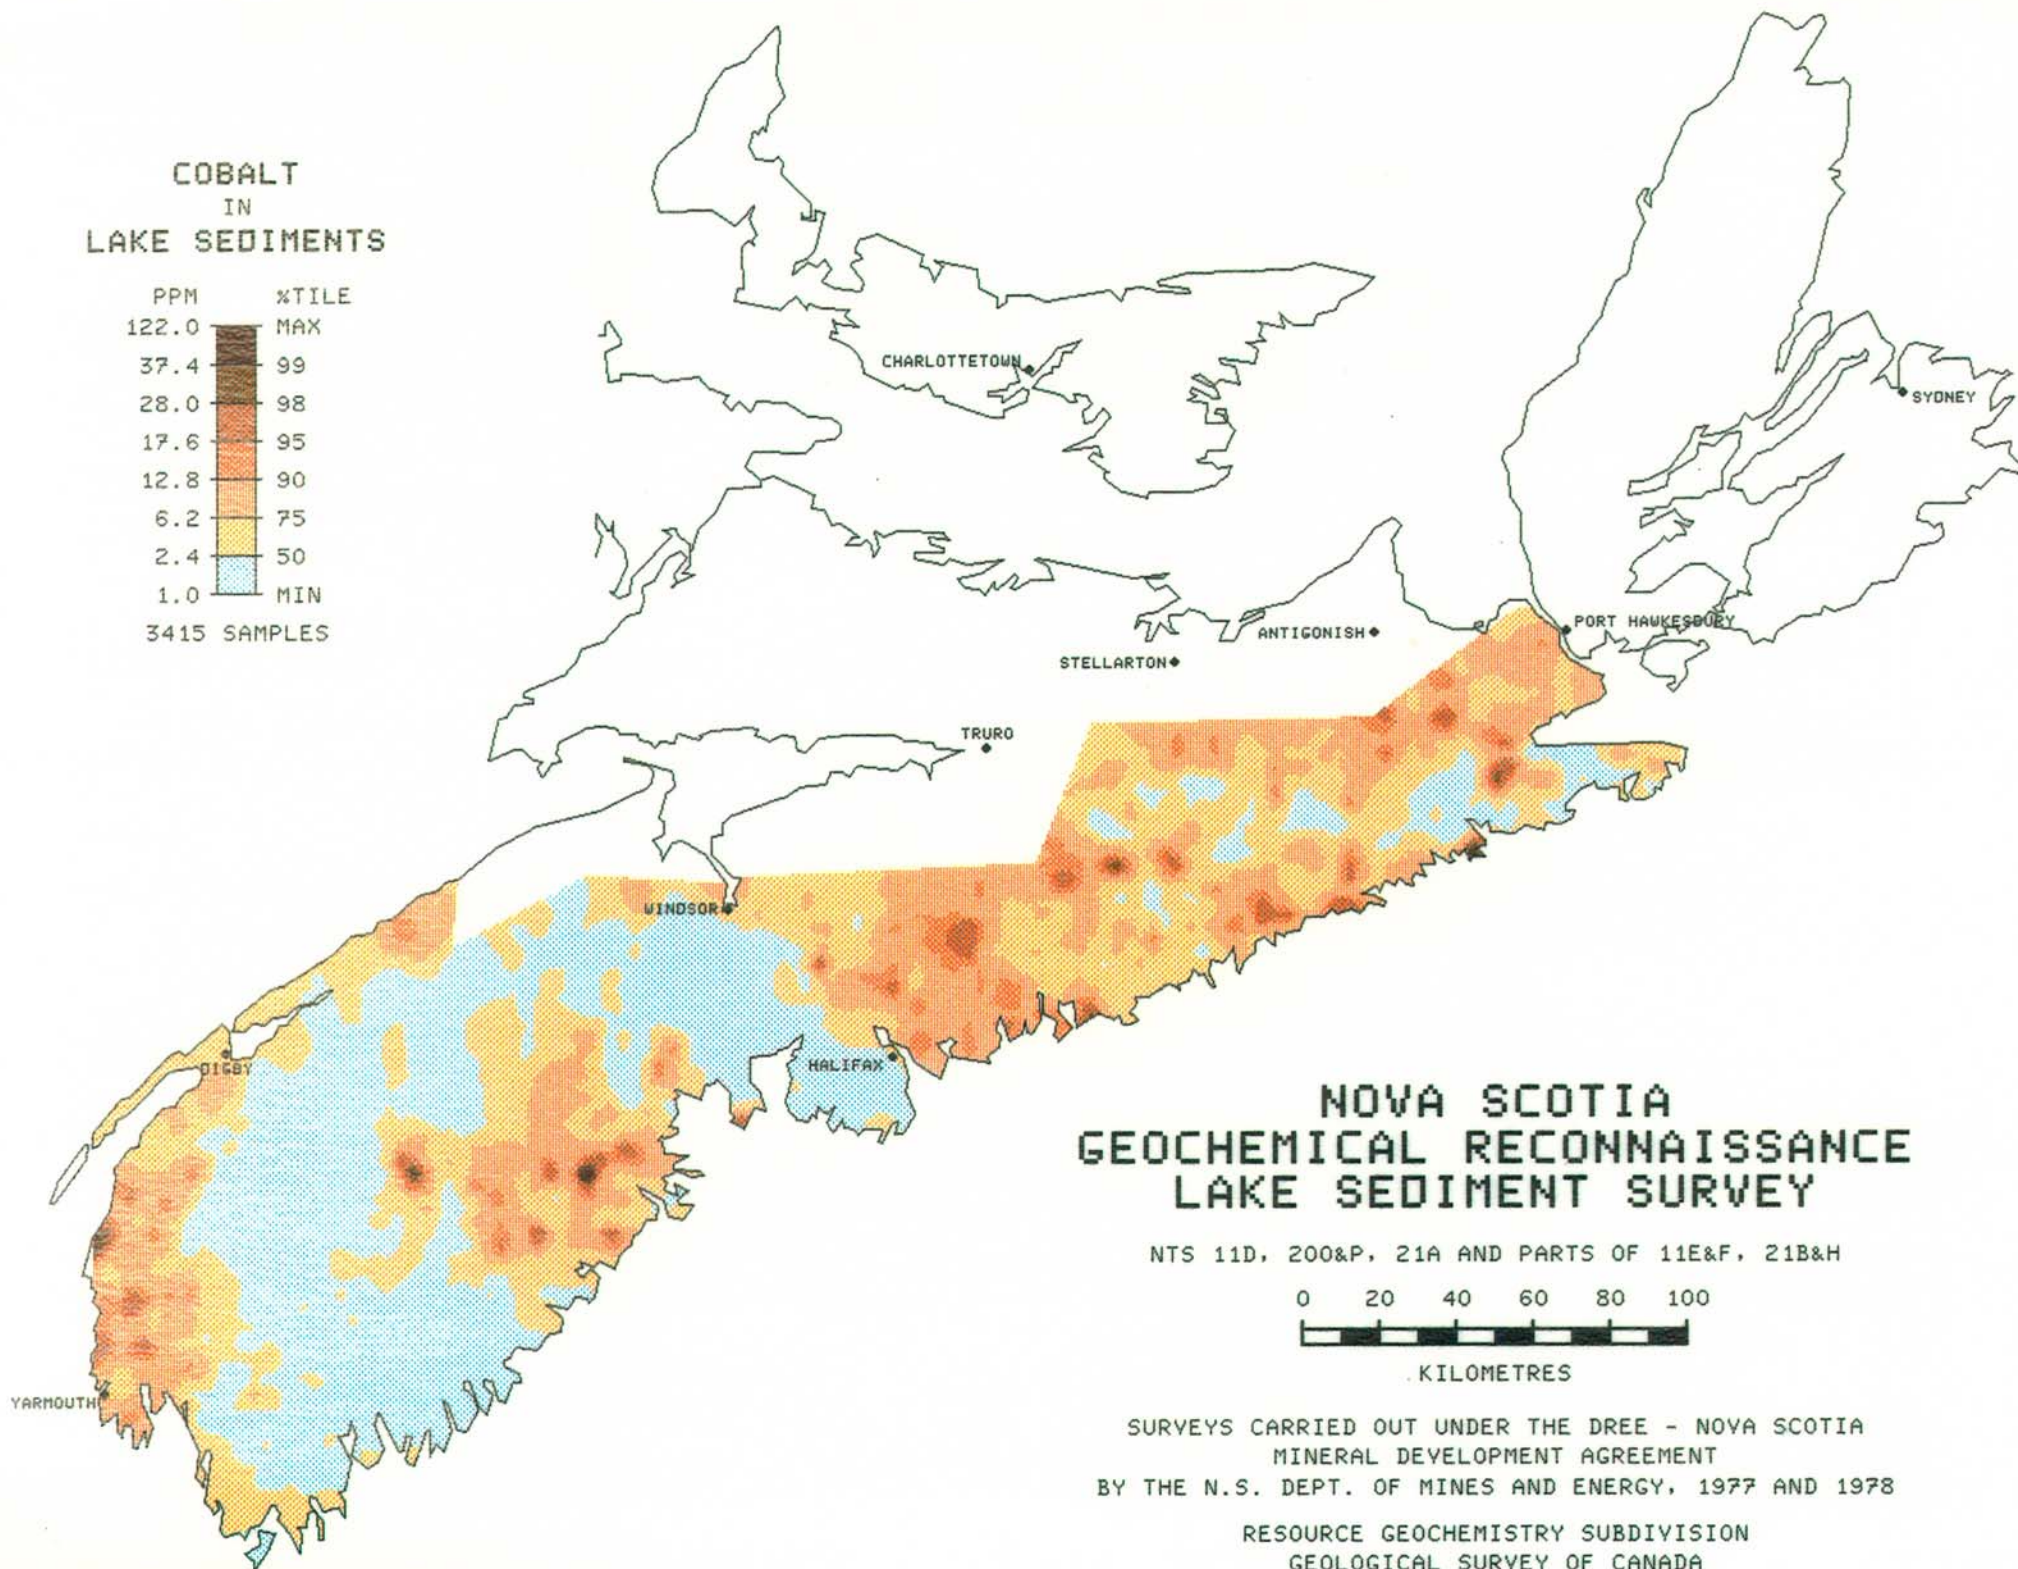 COBALT
IN
LAKE SEDIMENTS
PPM %TILE
122.0 MAX
37.4 99
28.0 98
17.6 95
12.8 90
6.2 75
2.4 50
1.0 MIN
3415 SAMPLES
CHARLOTTETOWN
SYDNEY
PORT HAWKESBURY
ANTIGONISH
STELLARTON
TRURO
WINDSOR
HALIFAX
DIGBY
YARMOUTH
NOVA SCOTIA
GEOCHEMICAL RECONNAISSANCE
LAKE SEDIMENT SURVEY
NTS 11D, 20O&P, 21A AND PARTS OF 11E&F, 21B&H
0 20 40 60 80 100
KILOMETRES
SURVEYS CARRIED OUT UNDER THE DREE - NOVA SCOTIA
MINERAL DEVELOPMENT AGREEMENT
BY THE N.S. DEPT. OF MINES AND ENERGY, 1977 AND 1978
RESOURCE GEOCHEMISTRY SUBDIVISION
GEOLOGICAL SURVEY OF CANADA